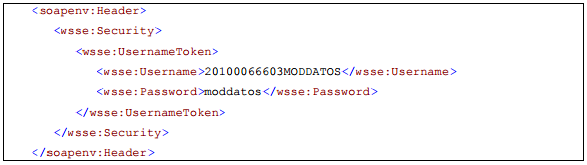 <soapenv:Header>
<wsse:Security>
<wsse:UsernameToken>
<wsse:Username>20100066603MODDATOS</wsse:Username>
<wsse:Password>moddatos</wsse:Password>
</wsse:UsernameToken>
</wsse:Security>
</soapenv:Header>